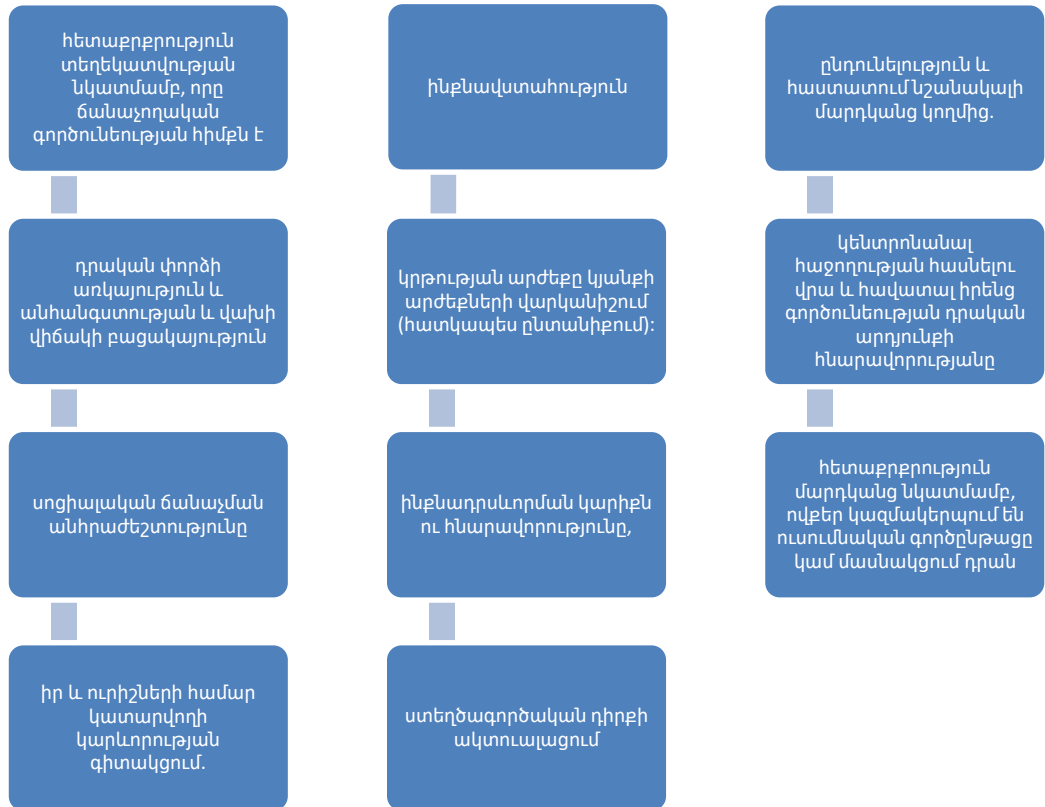 հետաքրքրություն
տեղեկատվության
նկատմամբ, որը
ճանաչողական
գործունեության հիմքն է
դրական փորձի
առկայություն և
անհանգստության և վախի
վիճակի բացակայություն
սոցիալական ճանաչման
անհրաժեշտությունը
իր և ուրիշների համար
կատարվողի
կարևորության
գիտակցում.
ինքնավստահություն
կրթության արժեքը կյանքի
արժեքների վարկանիշում
(հատկապես ընտանիքում):
ինքնադրսևորման կարիքն
ու հնարավորությունը,
ստեղծագործական դիրքի
ակտուալացում
ընդունելություն և
հաստատում նշանակալի
մարդկանց կողմից.
կենտրոնանալ
հաջողության հասնելու
վրա և հավատալ իրենց
գործունեության դրական
արդյունքի
հնարավորությանը
հետաքրքրություն
մարդկանց նկատմամբ,
ովքեր կազմակերպում են
ուսումնական գործընթացը
կամ մասնակցում դրան